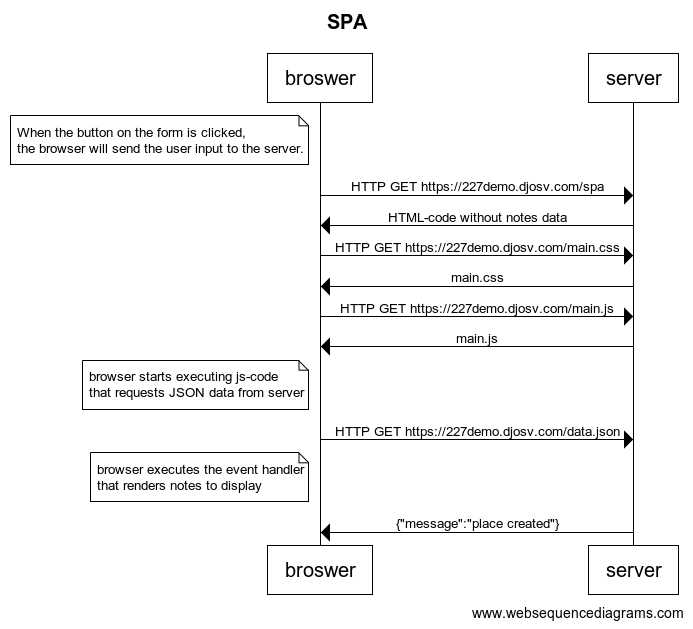 SPA
broswer
server
When the button on the form is clicked,
the browser will send the user input to the server.
HTTP GET https://227demo.djosv.com/spa
HTML-code without notes data
HTTP GET https://227demo.djosv.com/main.css
main.css
HTTP GET https://227demo.djosv.com/main.js
main.js
browser starts executing js-code
that requests JSON data from server
HTTP GET https://227demo.djosv.com/data.json
browser executes the event handler
that renders notes to display
{"message":"place created"}
broswer
server
www.websequencediagrams.com